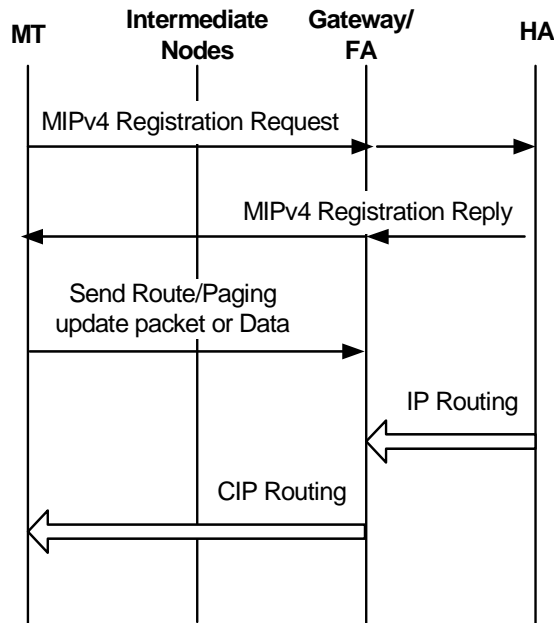 MT
Intermediate
Nodes
Gateway/
FA
HA
MIPv4 Registration Request
MIPv4 Registration Reply
Send Route/Paging
update packet or Data
IP Routing
CIP Routing